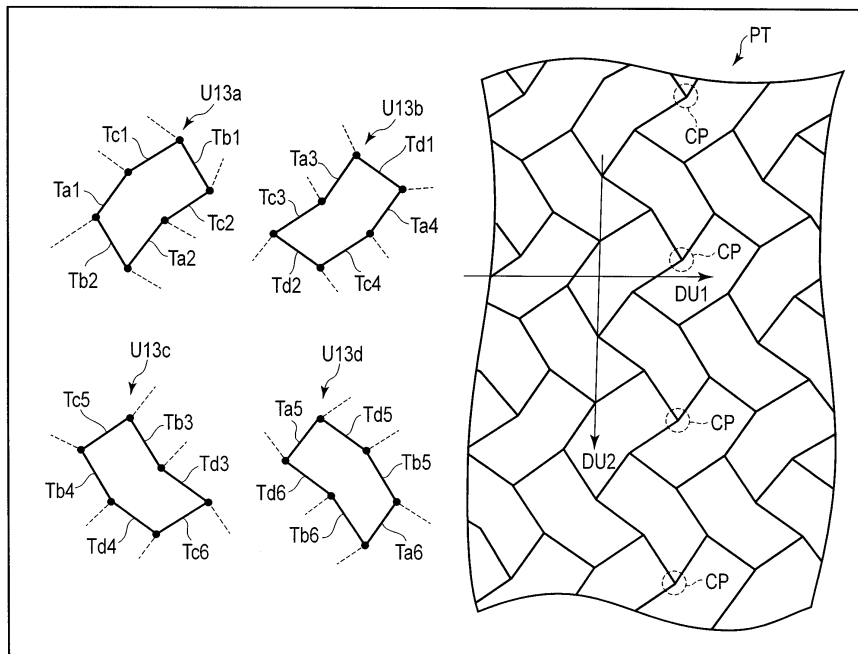 U13a
Tc1
Tb1
Ta1
Tc2
Ta2
Tb2
U13b
Ta3
Td1
Tc3
Ta4
Td2
Tc4
U13c
Tc5
Tb3
Td3
Tb4
Td4
Tc6
U13d
Ta5
Td5
Tb5
Td6
Tb6
Ta6
PT
CP
CP
DU1
CP
DU2
CP